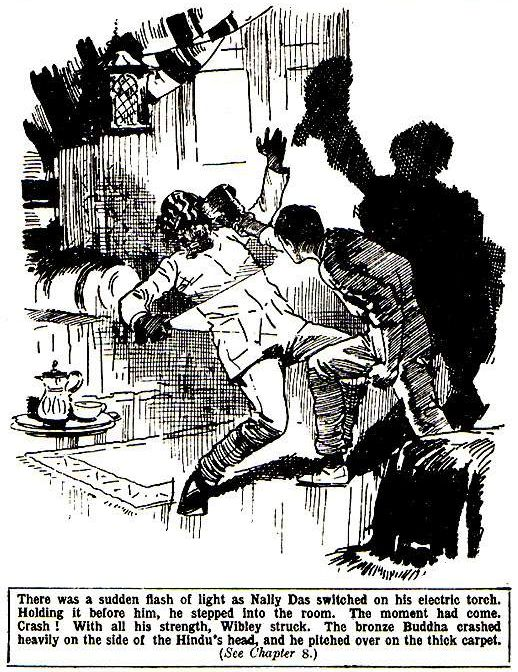 There was a sudden flash of light as Nally Das switched on his electric torch.
Holding it before him, he stepped into the room. The moment had come.
Crash! With all his strength, Wibley struck. The bronze Buddha crashed
heavily on the side of the Hindu's head, and he pitched over on the thick carpet.
(See Chapter 8.)